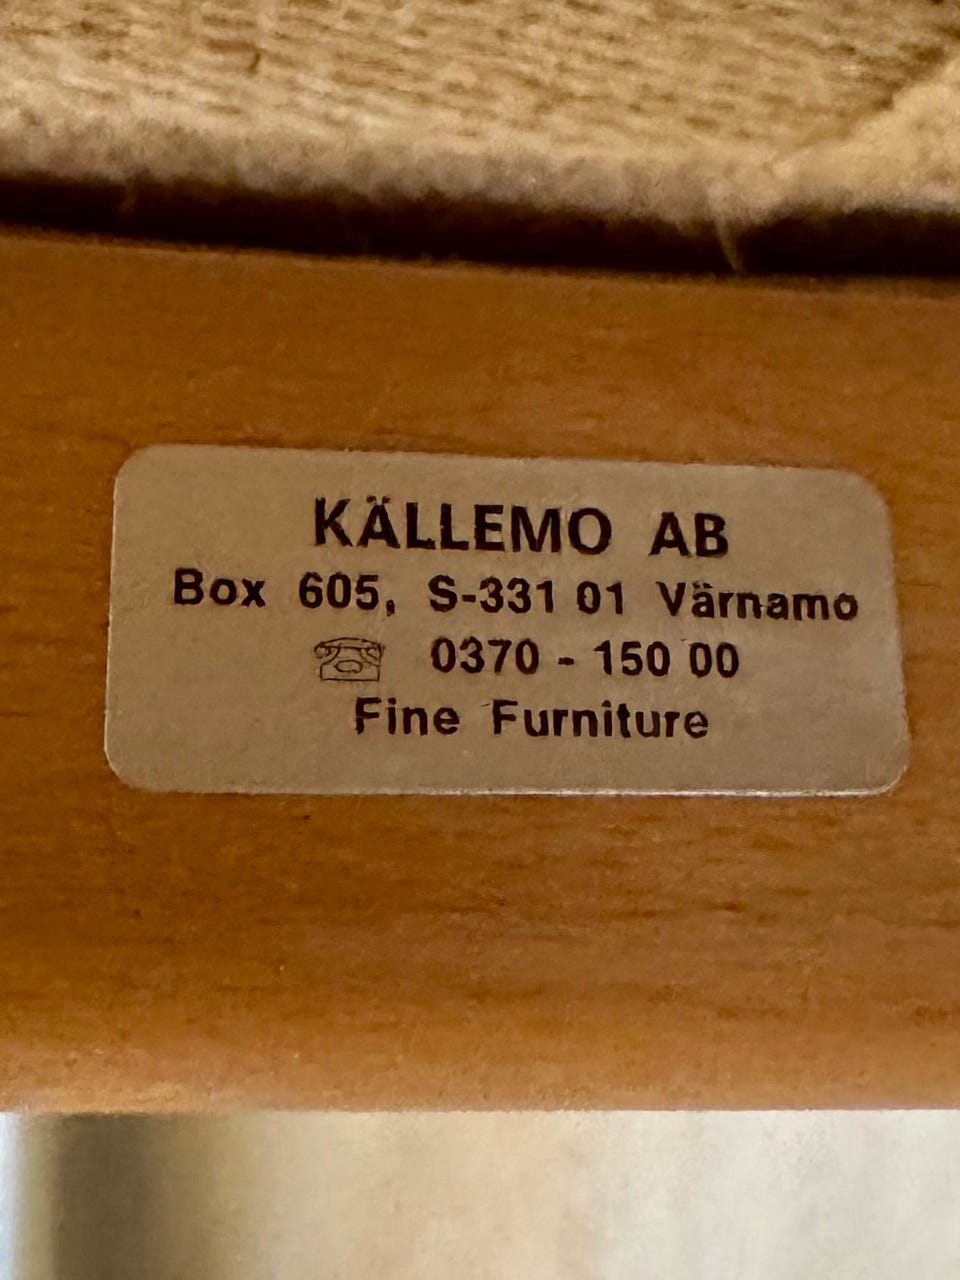 KÄLLEMO AB
Box 605, S-331 01 Värnamo
☏ 0370 - 150 00
Fine Furniture